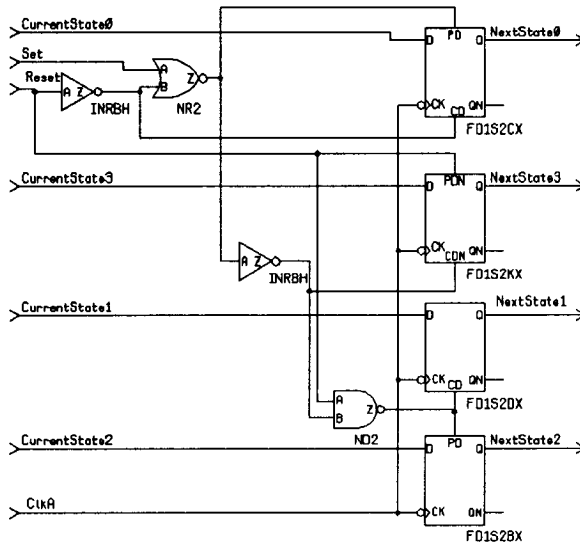 CurrentState0
PD
NextState0
D
Q
Set
A
Z
Reset
B
A Z
INRBH
NR2
CK
QN
CD
FD1S2CX
CurrentState3
PDN
NextState3
D
Q
A Z
CK
QN
CDN
INRBH
FD1S2KX
CurrentState1
NextState1
D
Q
CK
QN
CD
A
Z
B
FD1S2DX
ND2
CurrentState2
PD
NextState2
D
Q
ClkA
CK
QN
FD1S2BX